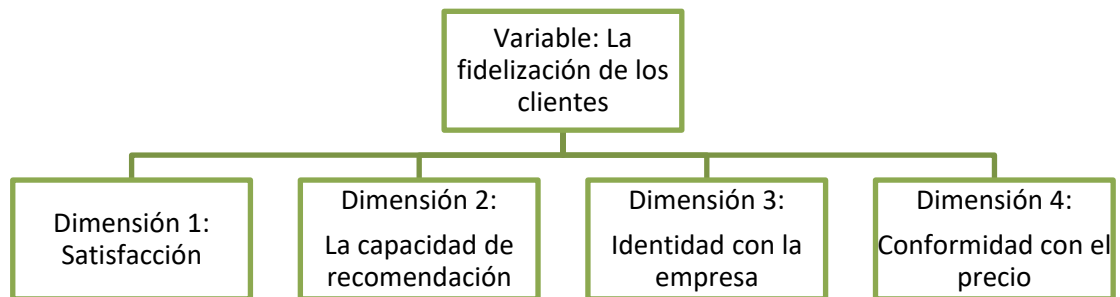 Variable: La
fidelización de los
clientes
Dimensión 1:
Satisfacción
Dimensión 2:
La capacidad de
recomendación
Dimensión 3:
Identidad con la
empresa
Dimensión 4:
Conformidad con el
precio